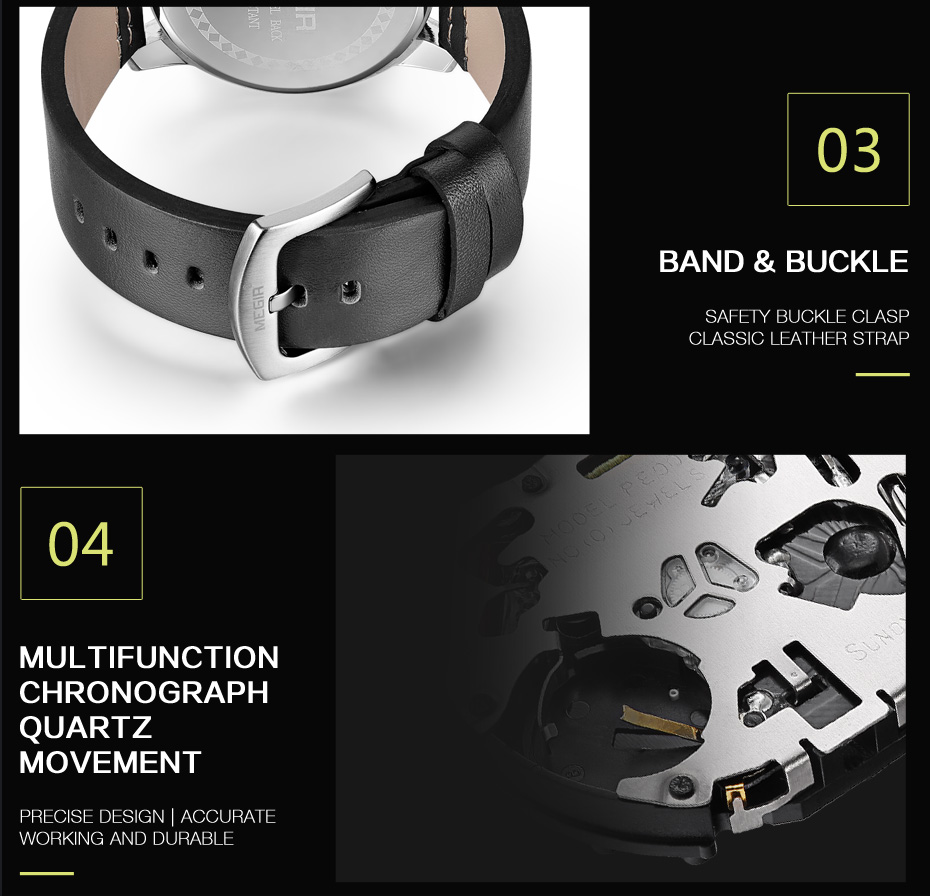 03
BAND & BUCKLE
SAFETY BUCKLE CLASP
CLASSIC LEATHER STRAP
MEGIR
04
MULTIFUNCTION
CHRONOGRAPH
QUARTZ
MOVEMENT
PRECISE DESIGN | ACCURATE
WORKING AND DURABLE
MODEL